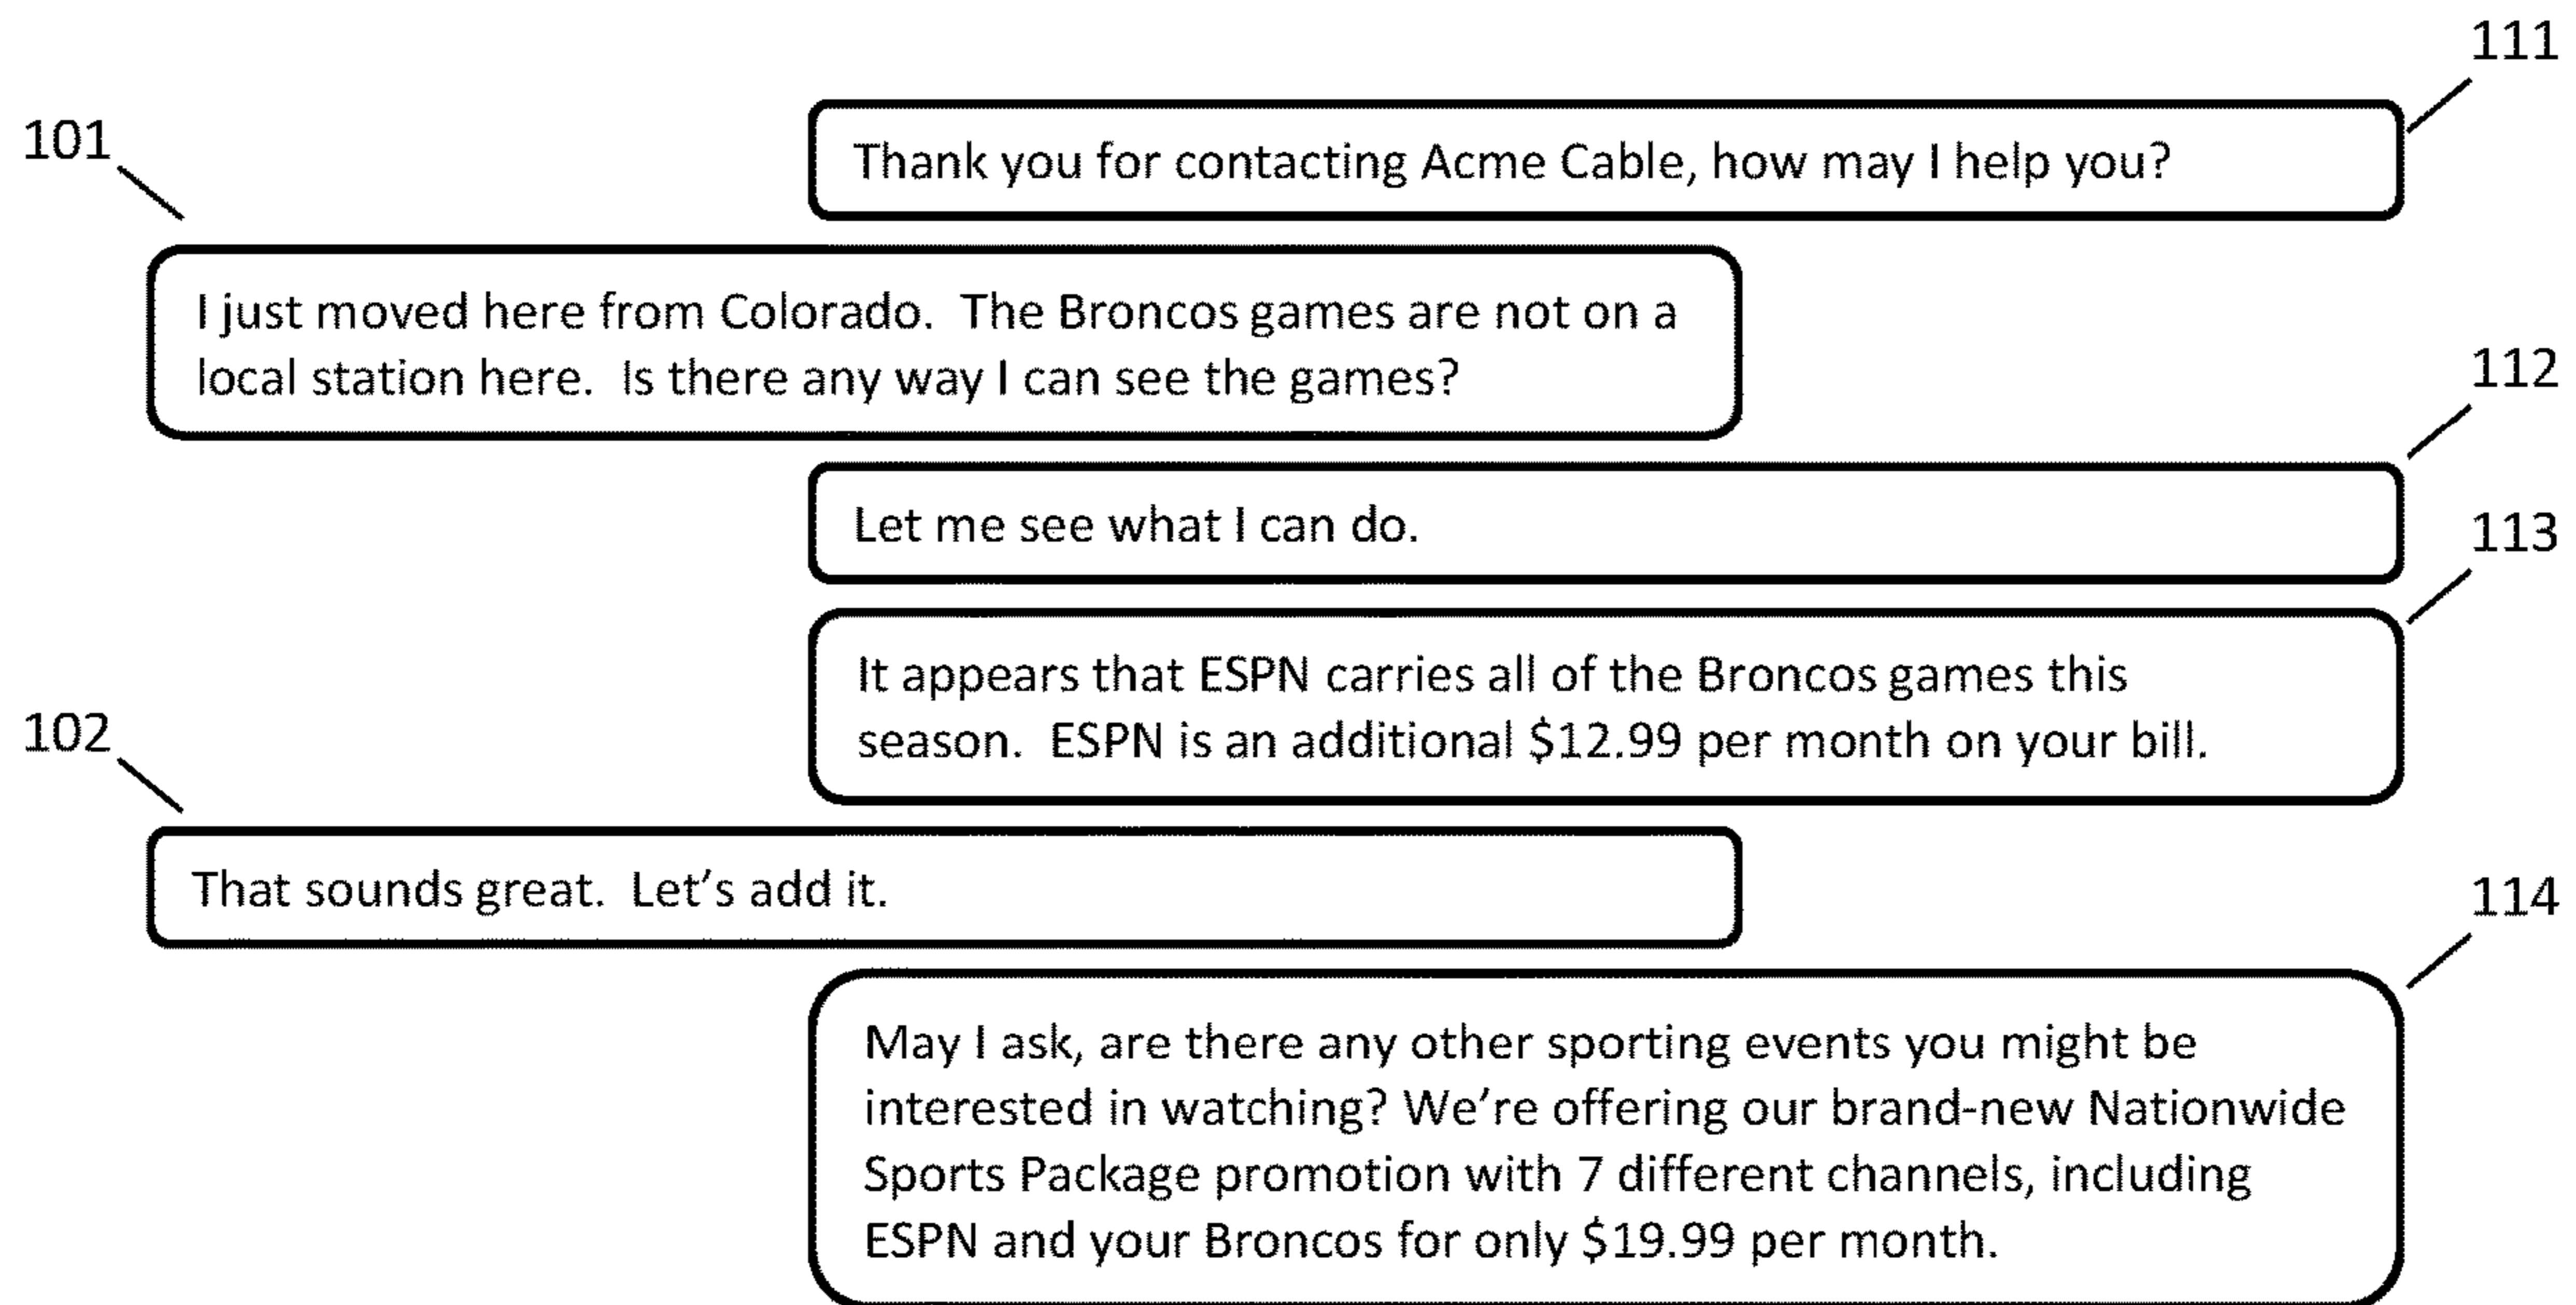 111
101
Thank you for contacting Acme Cable, how may I help you?
I just moved here from Colorado.  The Broncos games are not on a
local station here.  Is there any way I can see the games?
112
Let me see what I can do.
113
It appears that ESPN carries all of the Broncos games this
season.  ESPN is an additional $12.99 per month on your bill.
102
That sounds great.  Let’s add it.
114
May I ask, are there any other sporting events you might be
interested in watching? We’re offering our brand-new Nationwide
Sports Package promotion with 7 different channels, including
ESPN and your Broncos for only $19.99 per month.